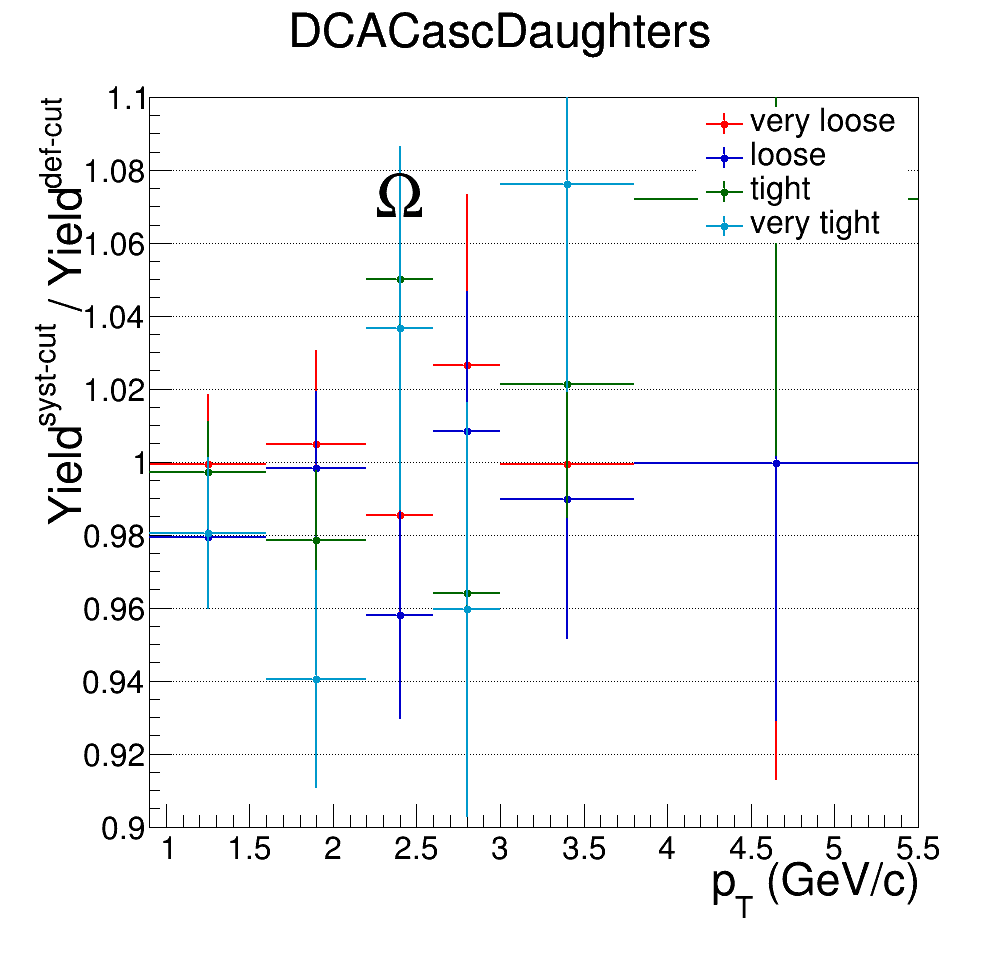 DCACascDaughters
Yield^syst-cut / Yield^def-cut
1.1
1.08
1.06
1.04
1.02
1
0.98
0.96
0.94
0.92
0.9
Ω
very loose
loose
tight
very tight
1 1.5 2 2.5 3 3.5 4 4.5 5 5.5
p_T (GeV/c)